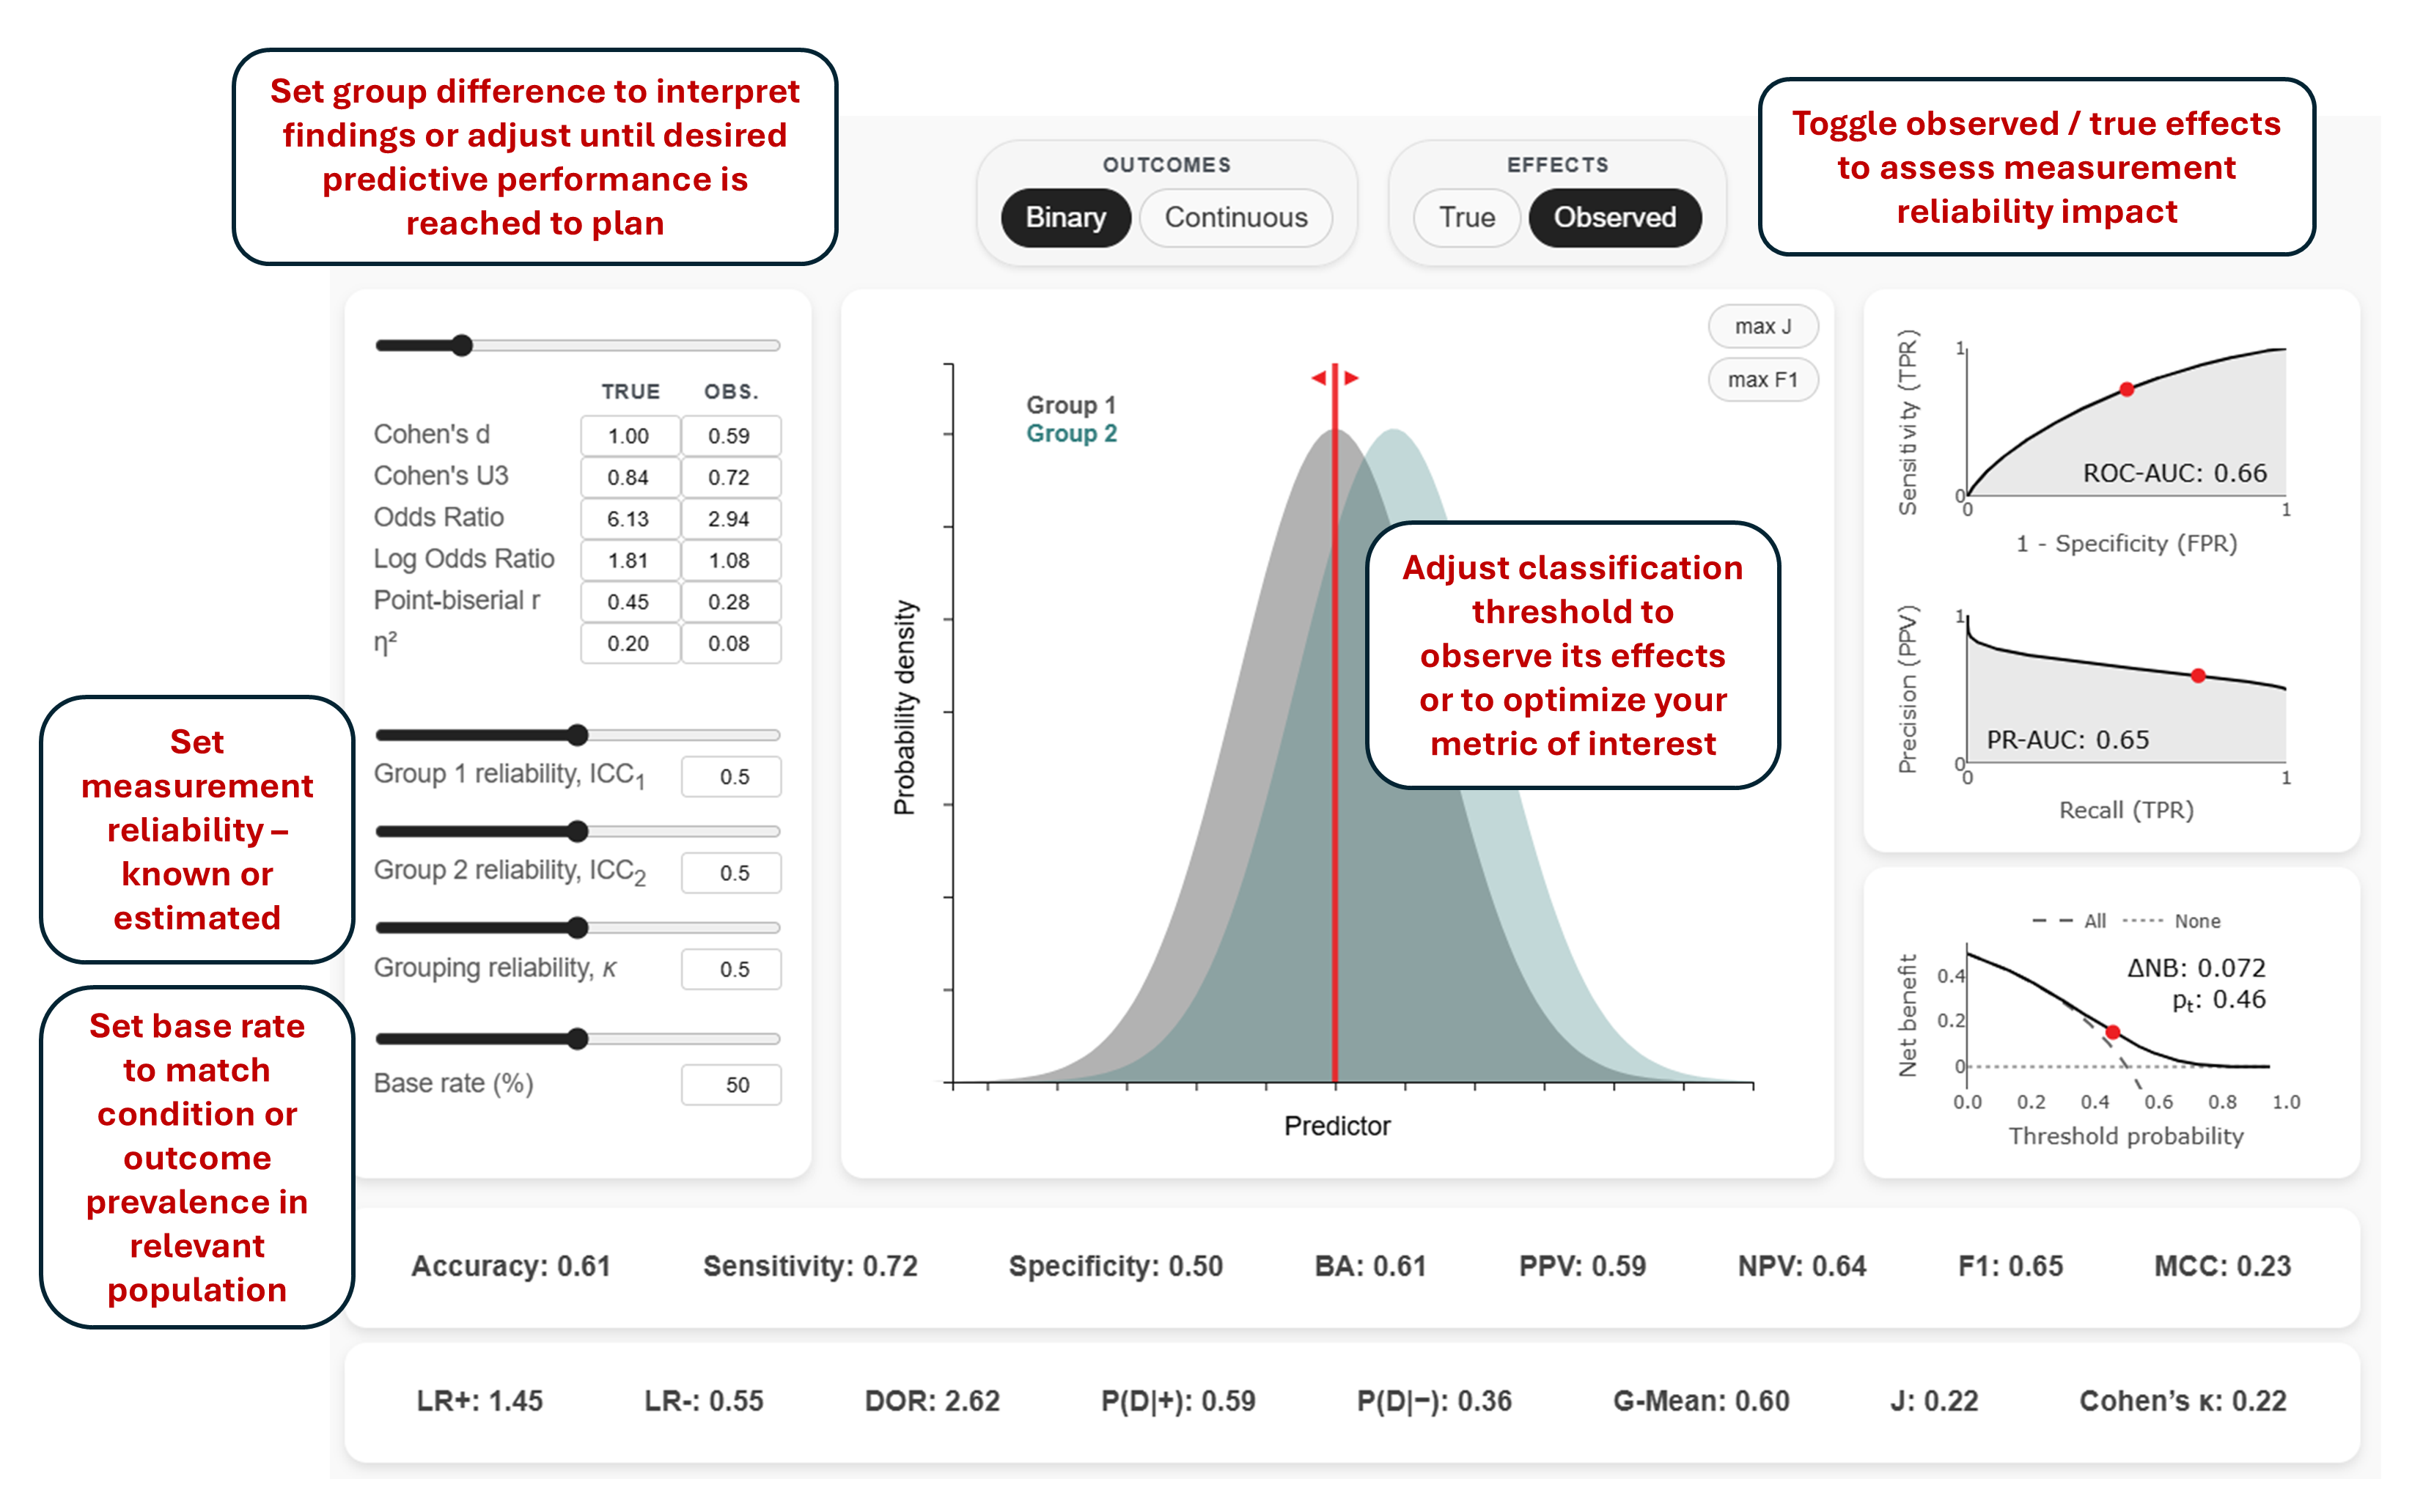 Set group difference to interpret
findings or adjust until desired
predictive performance is
reached to plan
Toggle observed / true effects
to assess measurement
reliability impact
OUTCOMES
Binary Continuous
EFFECTS
True Observed
TRUE OBS.
Cohen's d 1.00 0.59
Cohen's U3 0.84 0.72
Odds Ratio 6.13 2.94
Log Odds Ratio 1.81 1.08
Point-biserial r 0.45 0.28
η² 0.20 0.08
Group 1 reliability, ICC₁ 0.5
Group 2 reliability, ICC₂ 0.5
Grouping reliability, κ 0.5
Base rate (%) 50
Set
measurement
reliability –
known or
estimated
Set base rate
to match
condition or
outcome
prevalence in
relevant
population
max J
max F1
Group 1
Group 2
Probability density
Predictor
Adjust classification
threshold to
observe its effects
or to optimize your
metric of interest
Sensitivity (TPR)
1
0
ROC-AUC: 0.66
0 1
1 - Specificity (FPR)
Precision (PPV)
1
0
PR-AUC: 0.65
0 1
Recall (TPR)
All None
Net benefit
ΔNB: 0.072
pₜ: 0.46
0.4
0.2
0
0.0 0.2 0.4 0.6 0.8 1.0
Threshold probability
Accuracy: 0.61 Sensitivity: 0.72 Specificity: 0.50 BA: 0.61 PPV: 0.59 NPV: 0.64 F1: 0.65 MCC: 0.23
LR+: 1.45 LR-: 0.55 DOR: 2.62 P(D|+): 0.59 P(D|−): 0.36 G-Mean: 0.60 J: 0.22 Cohen’s κ: 0.22